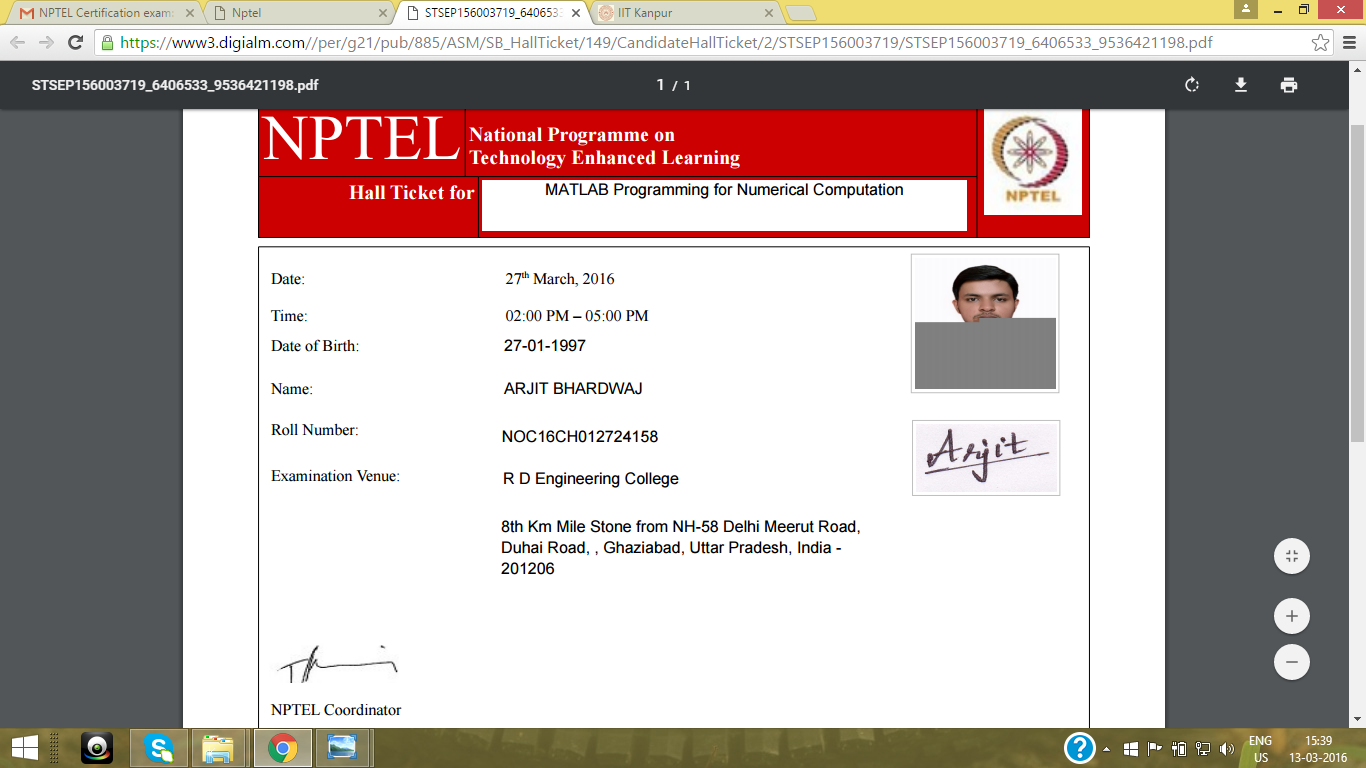 NPTEL Certification exam:
Nptel
STSEP156003719_6406533
IIT Kanpur
https://www3.digialm.com//per/g21/pub/885/ASM/SB_HallTicket/149/CandidateHallTicket/2/STSEP156003719/STSEP156003719_6406533_9536421198.pdf
STSEP156003719_6406533_9536421198.pdf
1 / 1
NPTEL
National Programme on
Technology Enhanced Learning
NPTEL
Hall Ticket for
MATLAB Programming for Numerical Computation
Date: 27th March, 2016
Time: 02:00 PM – 05:00 PM
Date of Birth: 27-01-1997
Name: ARJIT BHARDWAJ
Roll Number: NOC16CH012724158
Arjit
Examination Venue: R D Engineering College
8th Km Mile Stone from NH-58 Delhi Meerut Road,
Duhai Road, , Ghaziabad, Uttar Pradesh, India -
201206
NPTEL Coordinator
ENG
US
15:39
13-03-2016